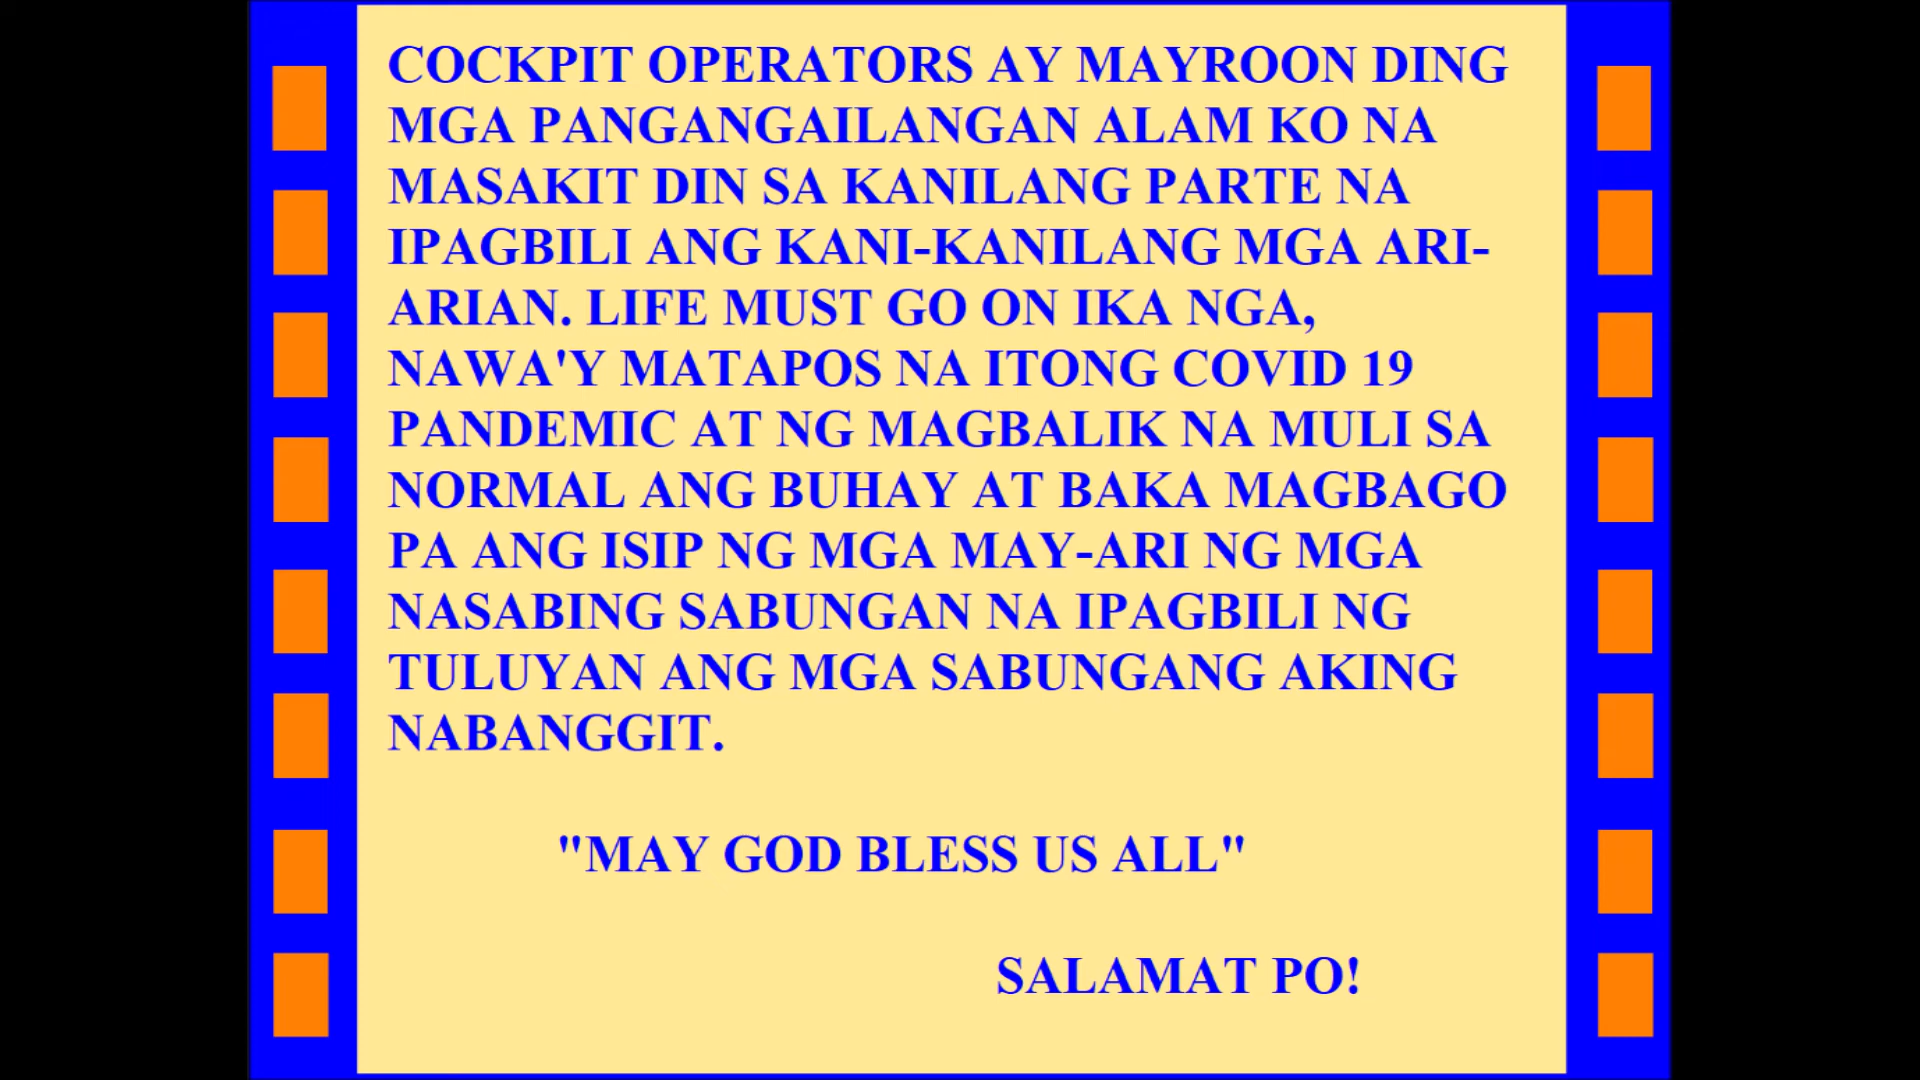 COCKPIT OPERATORS AY MAYROON DING
MGA PANGANGAILANGAN ALAM KO NA
MASAKIT DIN SA KANILANG PARTE NA
IPAGBILI ANG KANI-KANILANG MGA ARI-
ARIAN. LIFE MUST GO ON IKA NGA,
NAWA'Y MATAPOS NA ITONG COVID 19
PANDEMIC AT NG MAGBALIK NA MULI SA
NORMAL ANG BUHAY AT BAKA MAGBAGO
PA ANG ISIP NG MGA MAY-ARI NG MGA
NASABING SABUNGAN NA IPAGBILI NG
TULUYAN ANG MGA SABUNGANG AKING
NABANGGIT.
"MAY GOD BLESS US ALL"
SALAMAT PO!